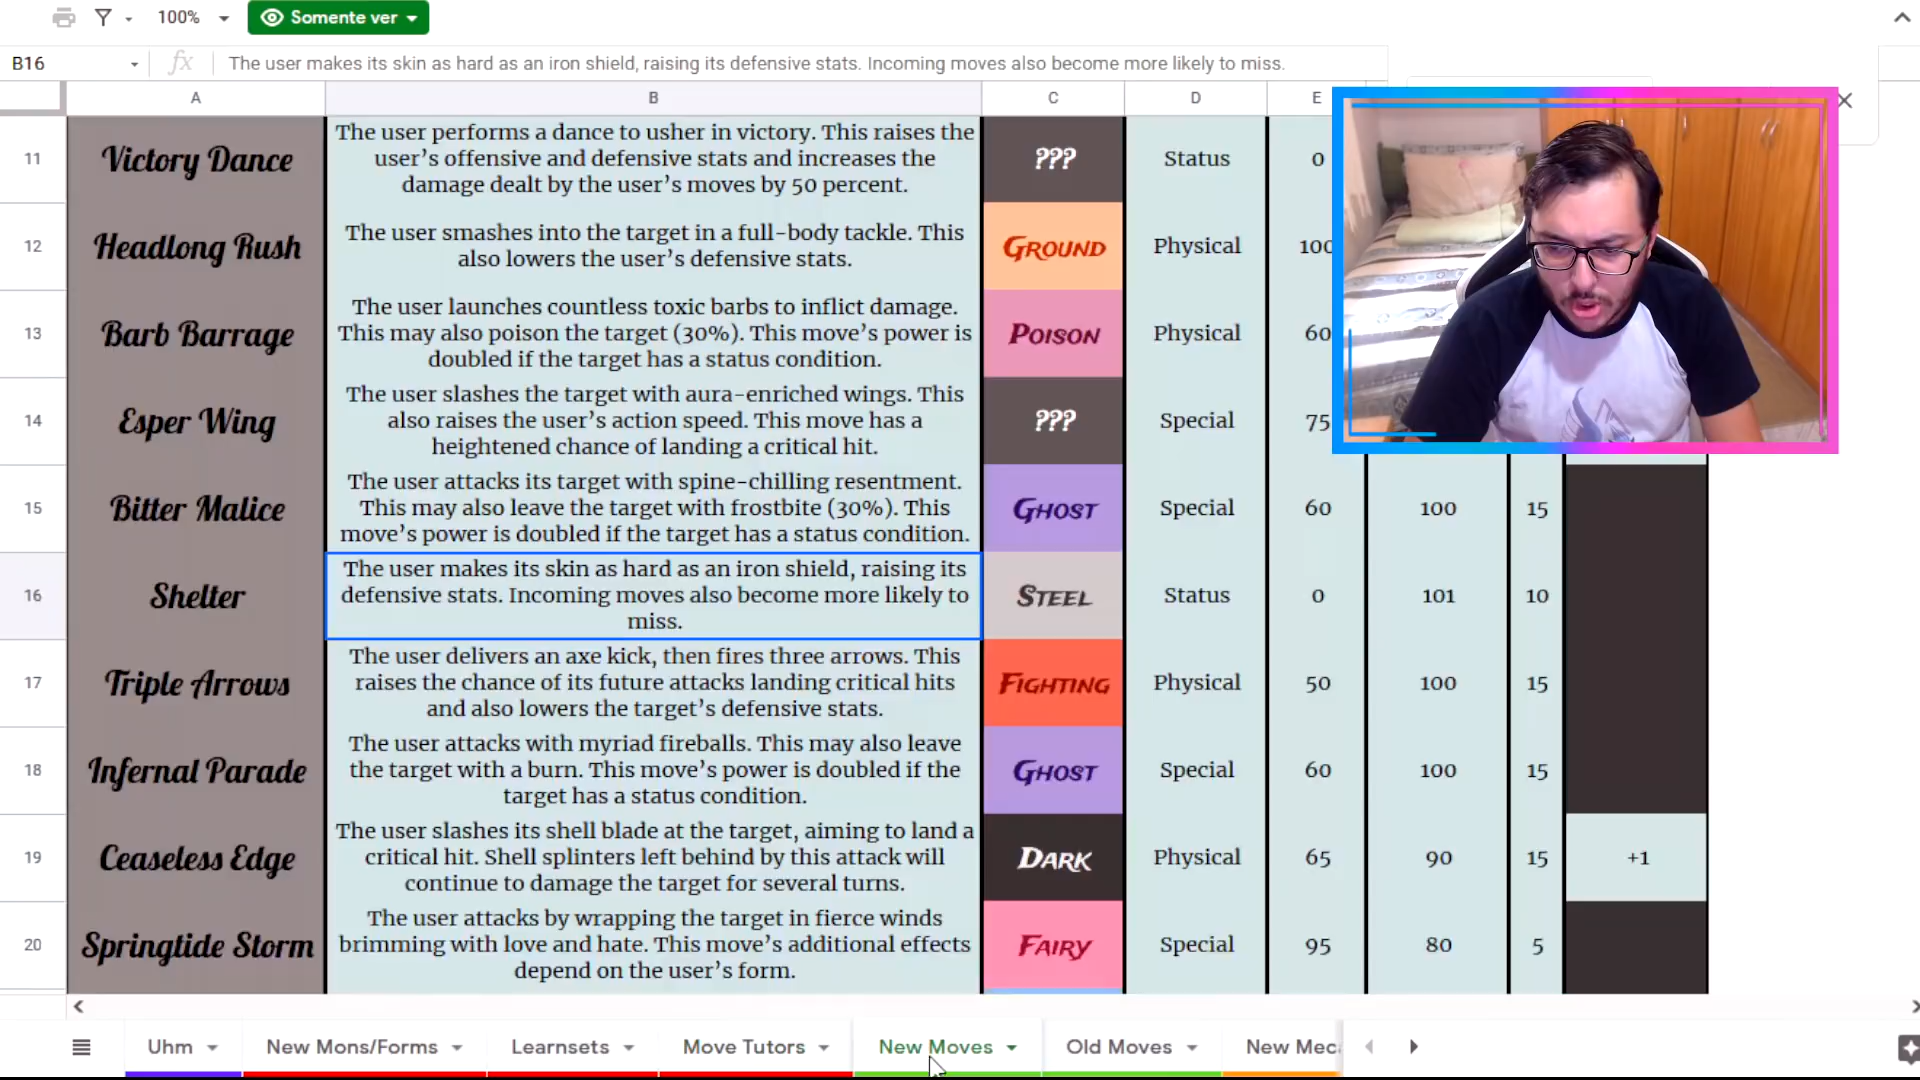 100%
Somente ver
B16
fx
The user makes its skin as hard as an iron shield, raising its defensive stats. Incoming moves also become more likely to miss.
A B C D E
11
Victory Dance
The user performs a dance to usher in victory. This raises the
user's offensive and defensive stats and increases the
damage dealt by the user's moves by 50 percent.
???
Status
0
12
Headlong Rush
The user smashes into the target in a full-body tackle. This
also lowers the user's defensive stats.
Ground
Physical
100
13
Barb Barrage
The user launches countless toxic barbs to inflict damage.
This may also poison the target (30%). This move's power is
doubled if the target has a status condition.
Poison
Physical
60
14
Esper Wing
The user slashes the target with aura-enriched wings. This
also raises the user's action speed. This move has a
heightened chance of landing a critical hit.
???
Special
75
15
Bitter Malice
The user attacks its target with spine-chilling resentment.
This may also leave the target with frostbite (30%). This
move's power is doubled if the target has a status condition.
Ghost
Special
60
100
15
16
Shelter
The user makes its skin as hard as an iron shield, raising its
defensive stats. Incoming moves also become more likely to
miss.
Steel
Status
0
101
10
17
Triple Arrows
The user delivers an axe kick, then fires three arrows. This
raises the chance of its future attacks landing critical hits
and also lowers the target's defensive stats.
Fighting
Physical
50
100
15
18
Infernal Parade
The user attacks with myriad fireballs. This may also leave
the target with a burn. This move's power is doubled if the
target has a status condition.
Ghost
Special
60
100
15
19
Ceaseless Edge
The user slashes its shell blade at the target, aiming to land a
critical hit. Shell splinters left behind by this attack will
continue to damage the target for several turns.
Dark
Physical
65
90
15
+1
20
Springtide Storm
The user attacks by wrapping the target in fierce winds
brimming with love and hate. This move's additional effects
depend on the user's form.
Fairy
Special
95
80
5
Uhm
New Mons/Forms
Learnsets
Move Tutors
New Moves
Old Moves
New